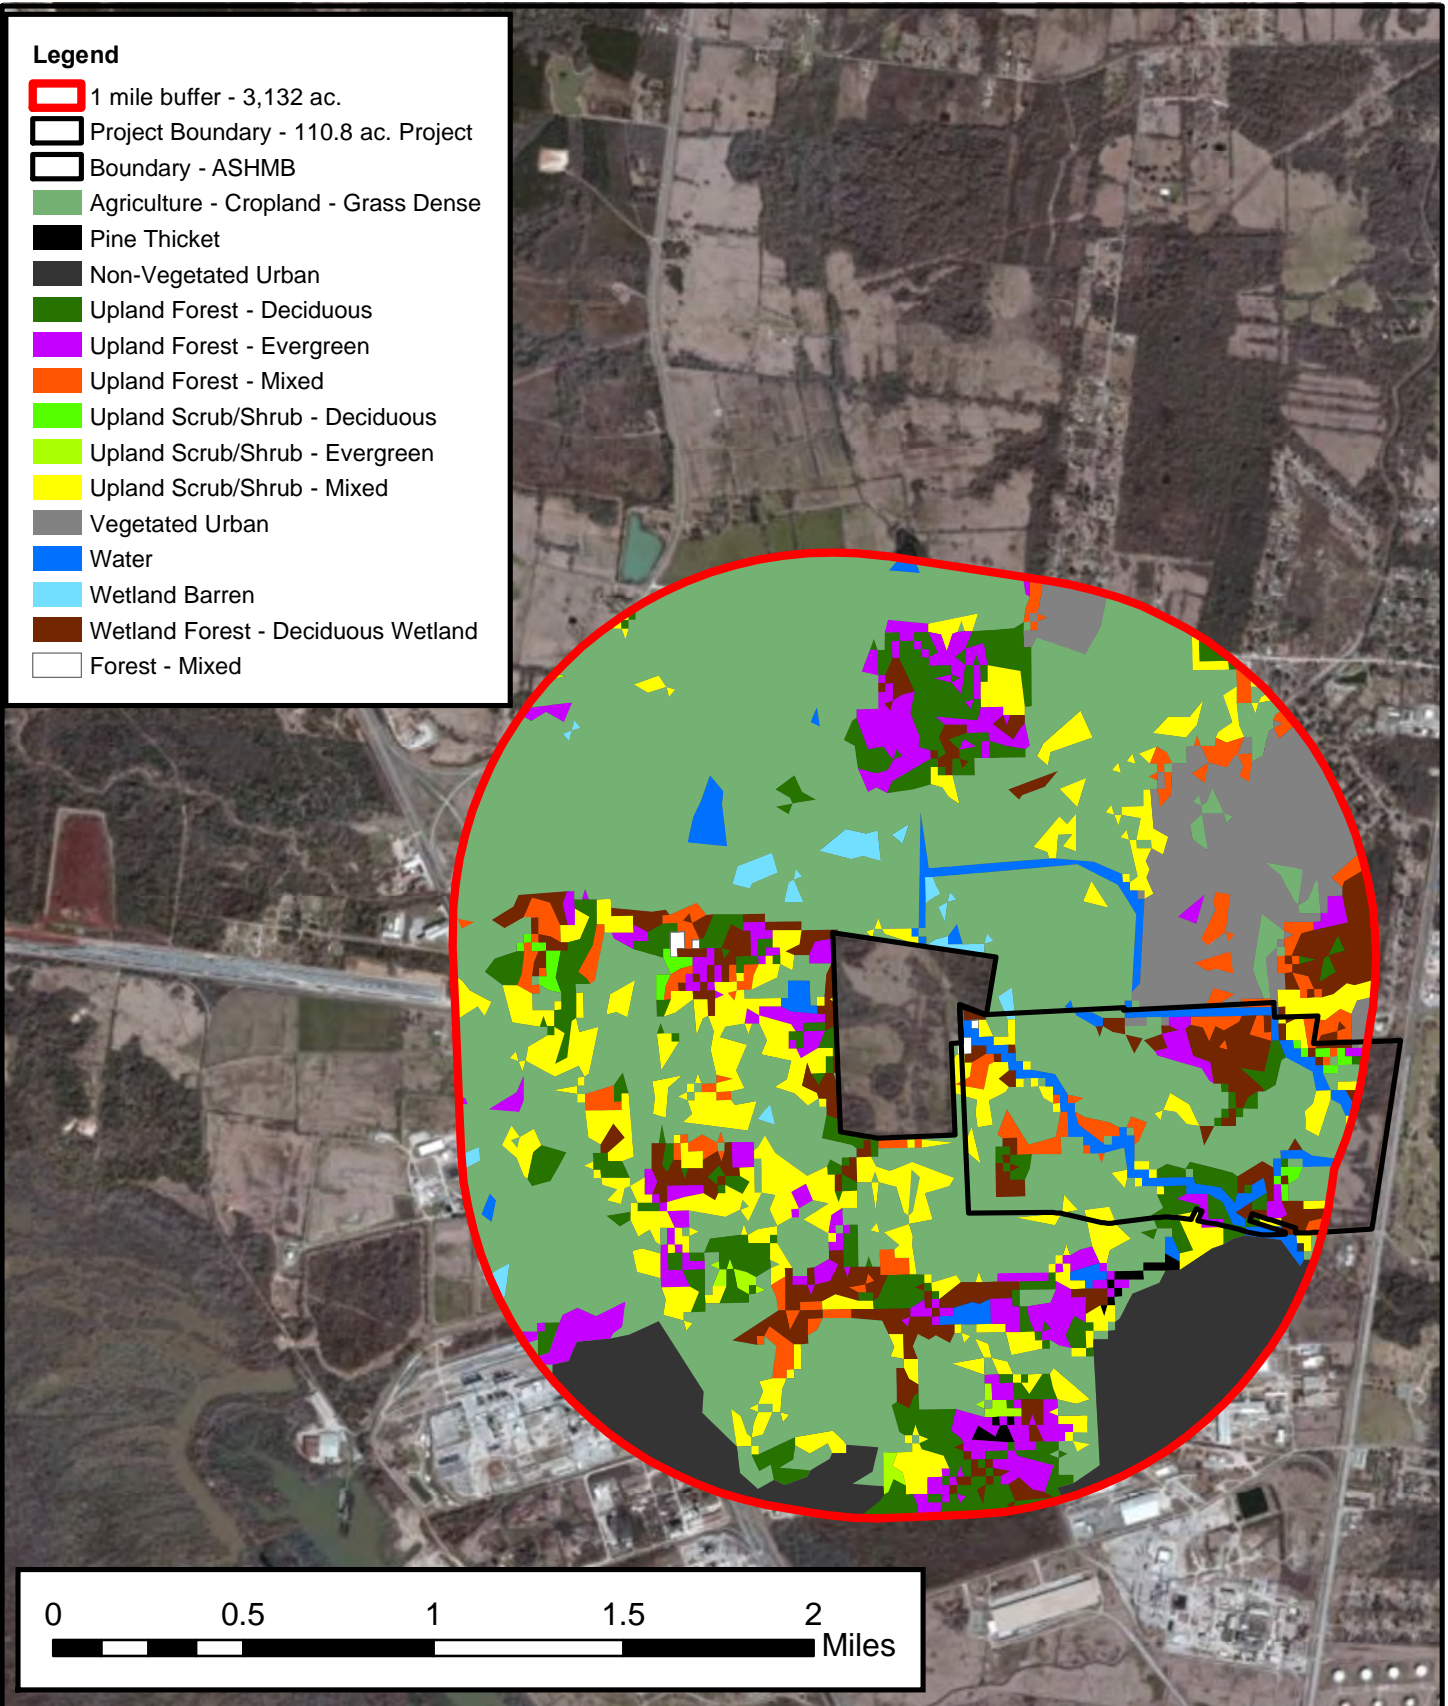 Legend
1 mile buffer - 3,132 ac.
Project Boundary - 110.8 ac. Project
Boundary - ASHMB
Agriculture - Cropland - Grass Dense
Pine Thicket
Non-Vegetated Urban
Upland Forest - Deciduous
Upland Forest - Evergreen
Upland Forest - Mixed
Upland Scrub/Shrub - Deciduous
Upland Scrub/Shrub - Evergreen
Upland Scrub/Shrub - Mixed
Vegetated Urban
Water
Wetland Barren
Wetland Forest - Deciduous Wetland
Forest - Mixed
0 0.5 1 1.5 2
Miles